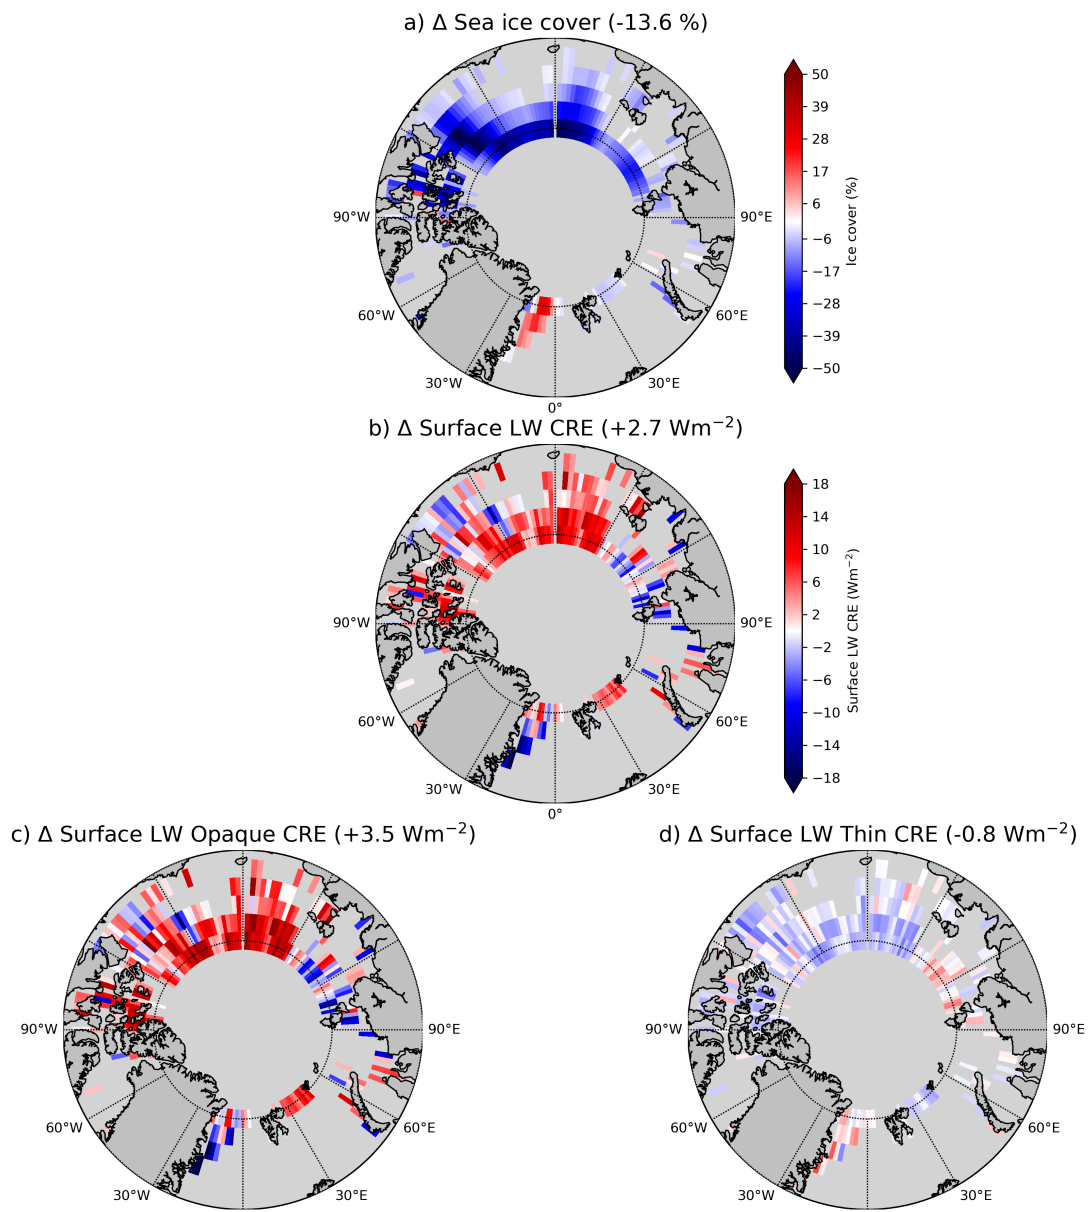 a) Δ Sea ice cover (-13.6 %)
90°W
90°E
60°W
60°E
30°W
30°E
0°
50
39
28
17
6
−6
−17
−28
−39
−50
Ice cover (%)
b) Δ Surface LW CRE (+2.7 Wm⁻²)
90°W
90°E
60°W
60°E
30°W
30°E
0°
18
14
10
6
2
−2
−6
−10
−14
−18
Surface LW CRE (Wm⁻²)
c) Δ Surface LW Opaque CRE (+3.5 Wm⁻²)
90°W
90°E
60°W
60°E
30°W
30°E
d) Δ Surface LW Thin CRE (-0.8 Wm⁻²)
90°W
90°E
60°W
60°E
30°W
30°E